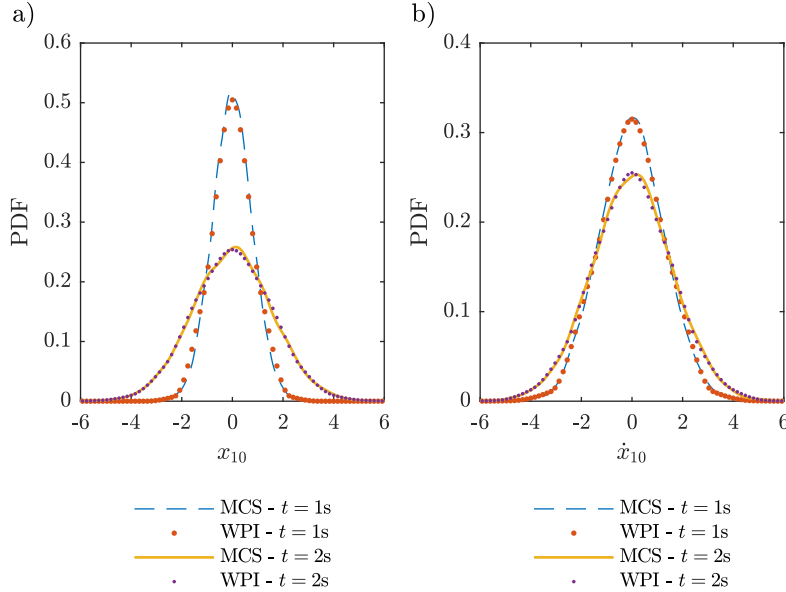 a)
0.6
0.5
0.4
0.3
0.2
0.1
0
PDF
-6 -4 -2 0 2 4 6
x₁₀
MCS - t = 1s
WPI - t = 1s
MCS - t = 2s
WPI - t = 2s
b)
0.4
0.3
0.2
0.1
0
PDF
-6 -4 -2 0 2 4 6
ẋ₁₀
MCS - t = 1s
WPI - t = 1s
MCS - t = 2s
WPI - t = 2s